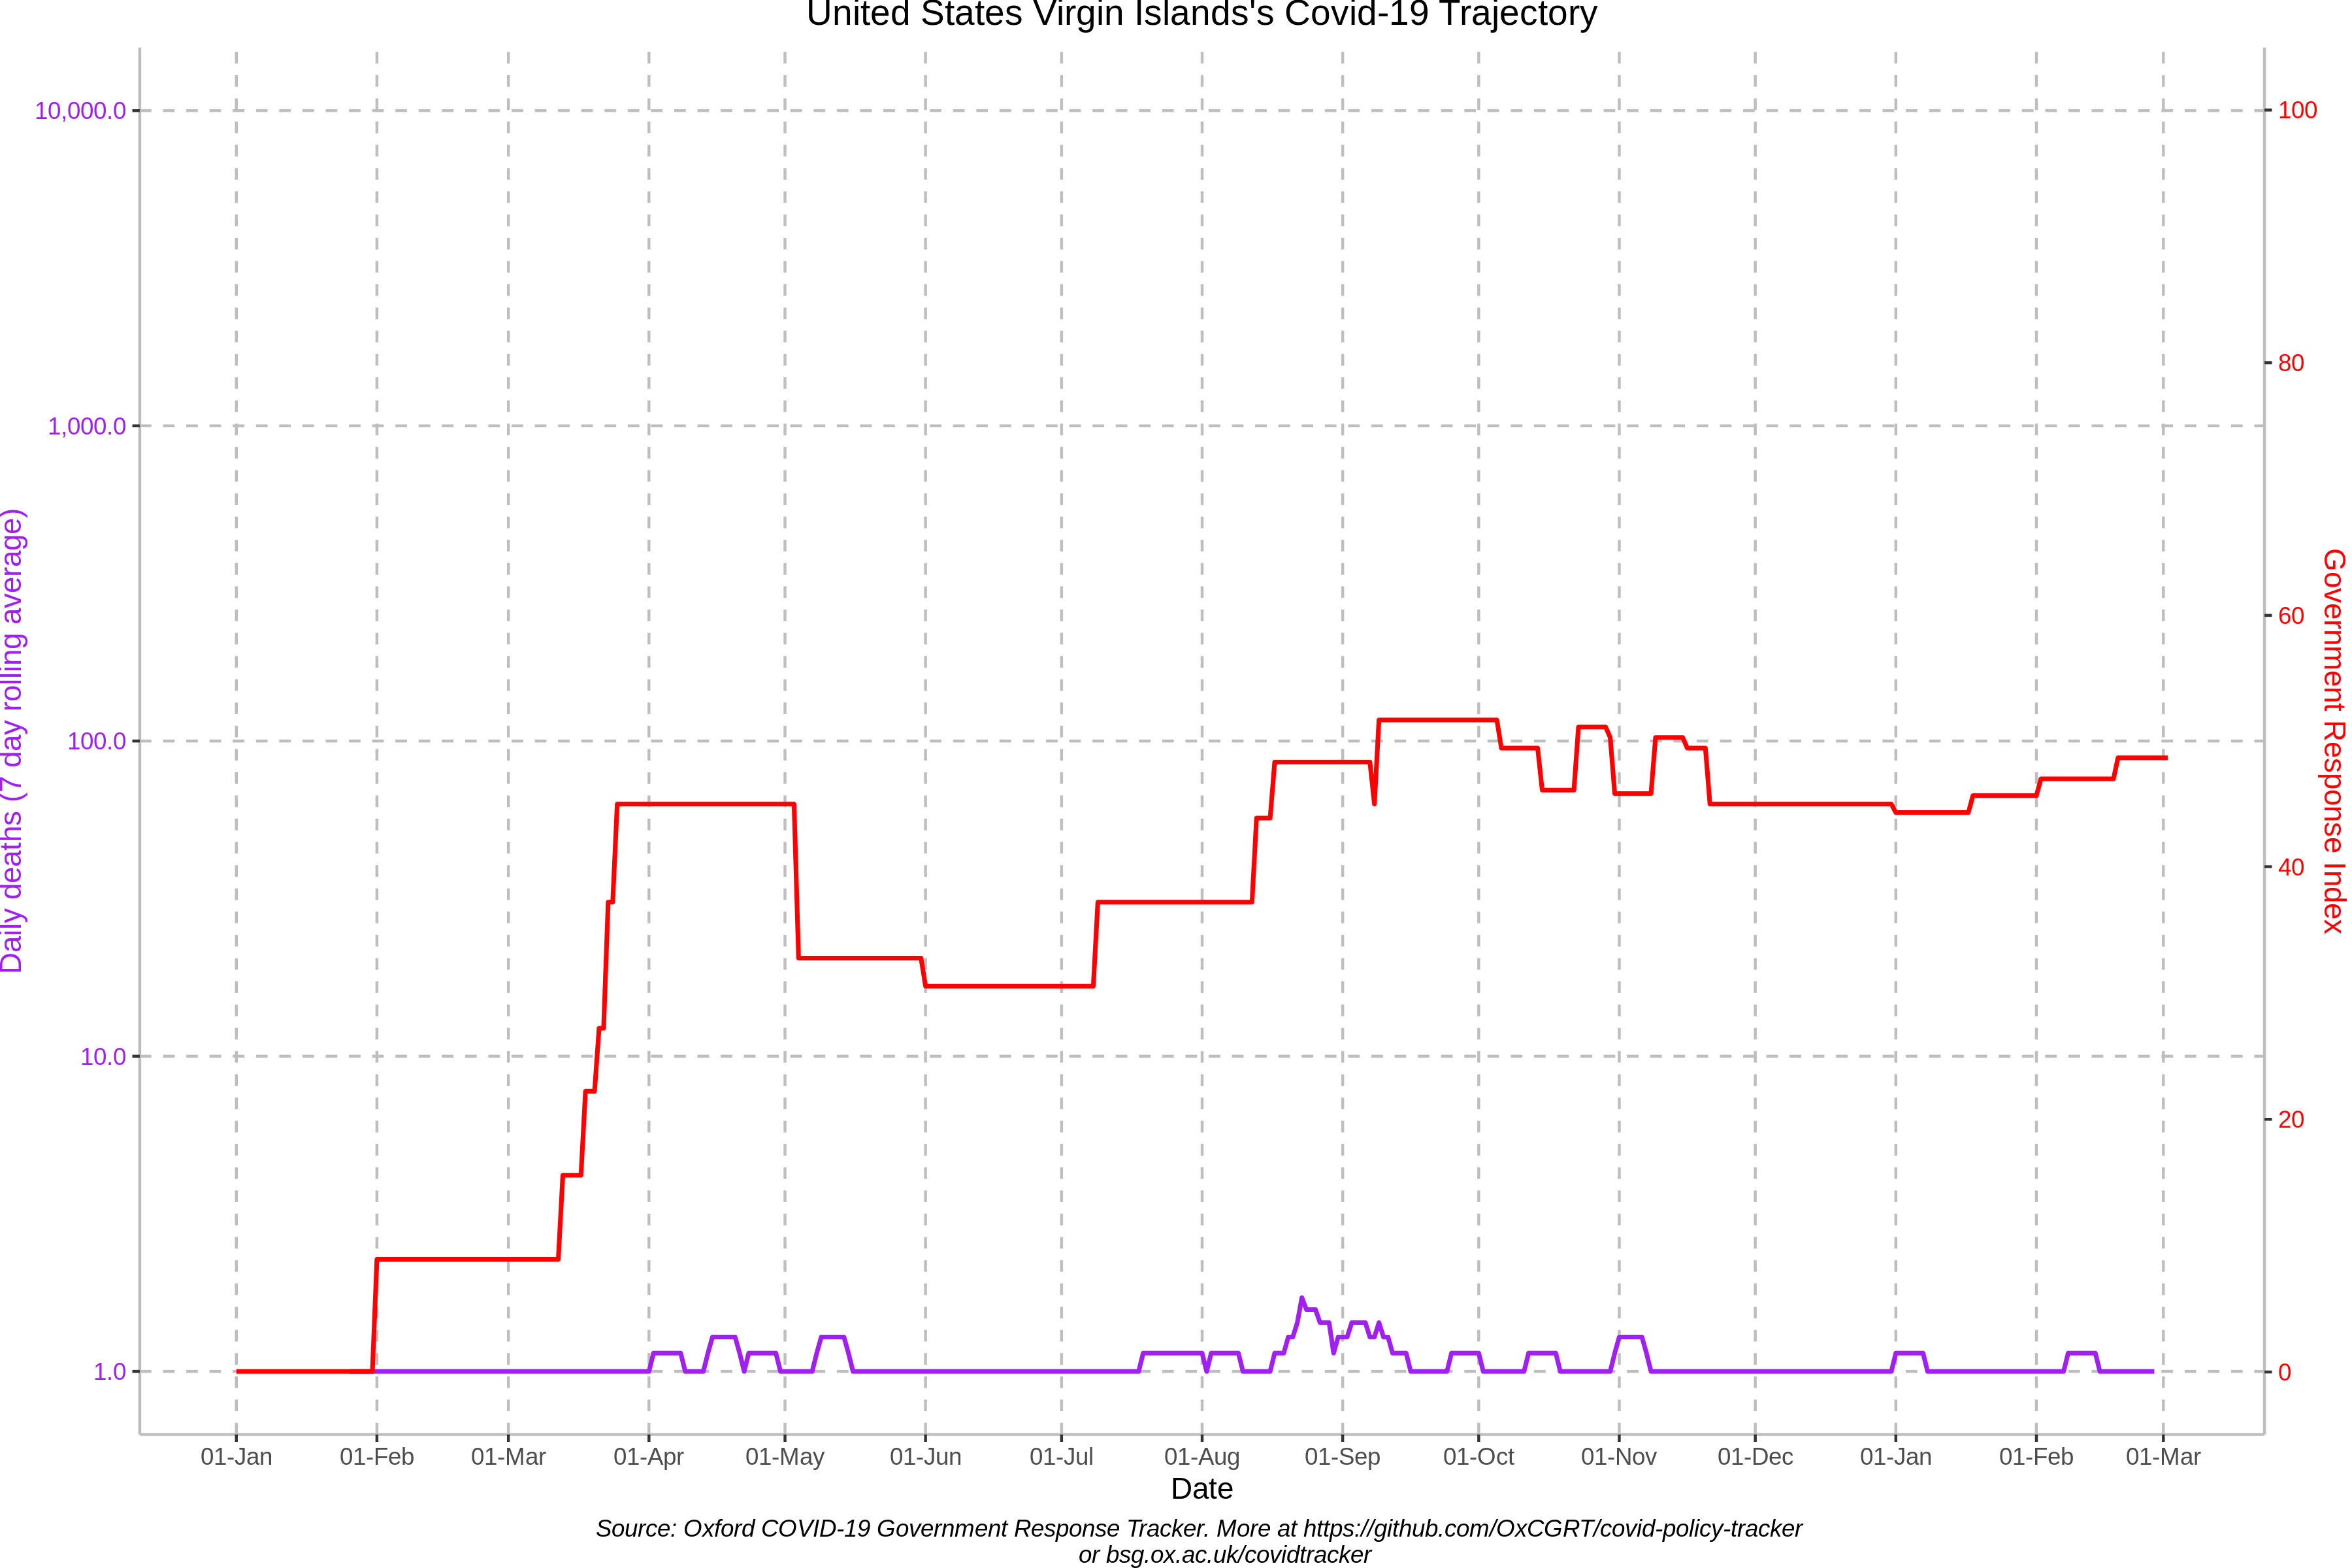 United States Virgin Islands's Covid-19 Trajectory
10,000.0
1,000.0
100.0
10.0
1.0
Daily deaths (7 day rolling average)
100
80
60
40
20
0
Government Response Index
01-Jan 01-Feb 01-Mar 01-Apr 01-May 01-Jun 01-Jul 01-Aug 01-Sep 01-Oct 01-Nov 01-Dec 01-Jan 01-Feb 01-Mar
Date
Source: Oxford COVID-19 Government Response Tracker. More at https://github.com/OxCGRT/covid-policy-tracker
or bsg.ox.ac.uk/covidtracker